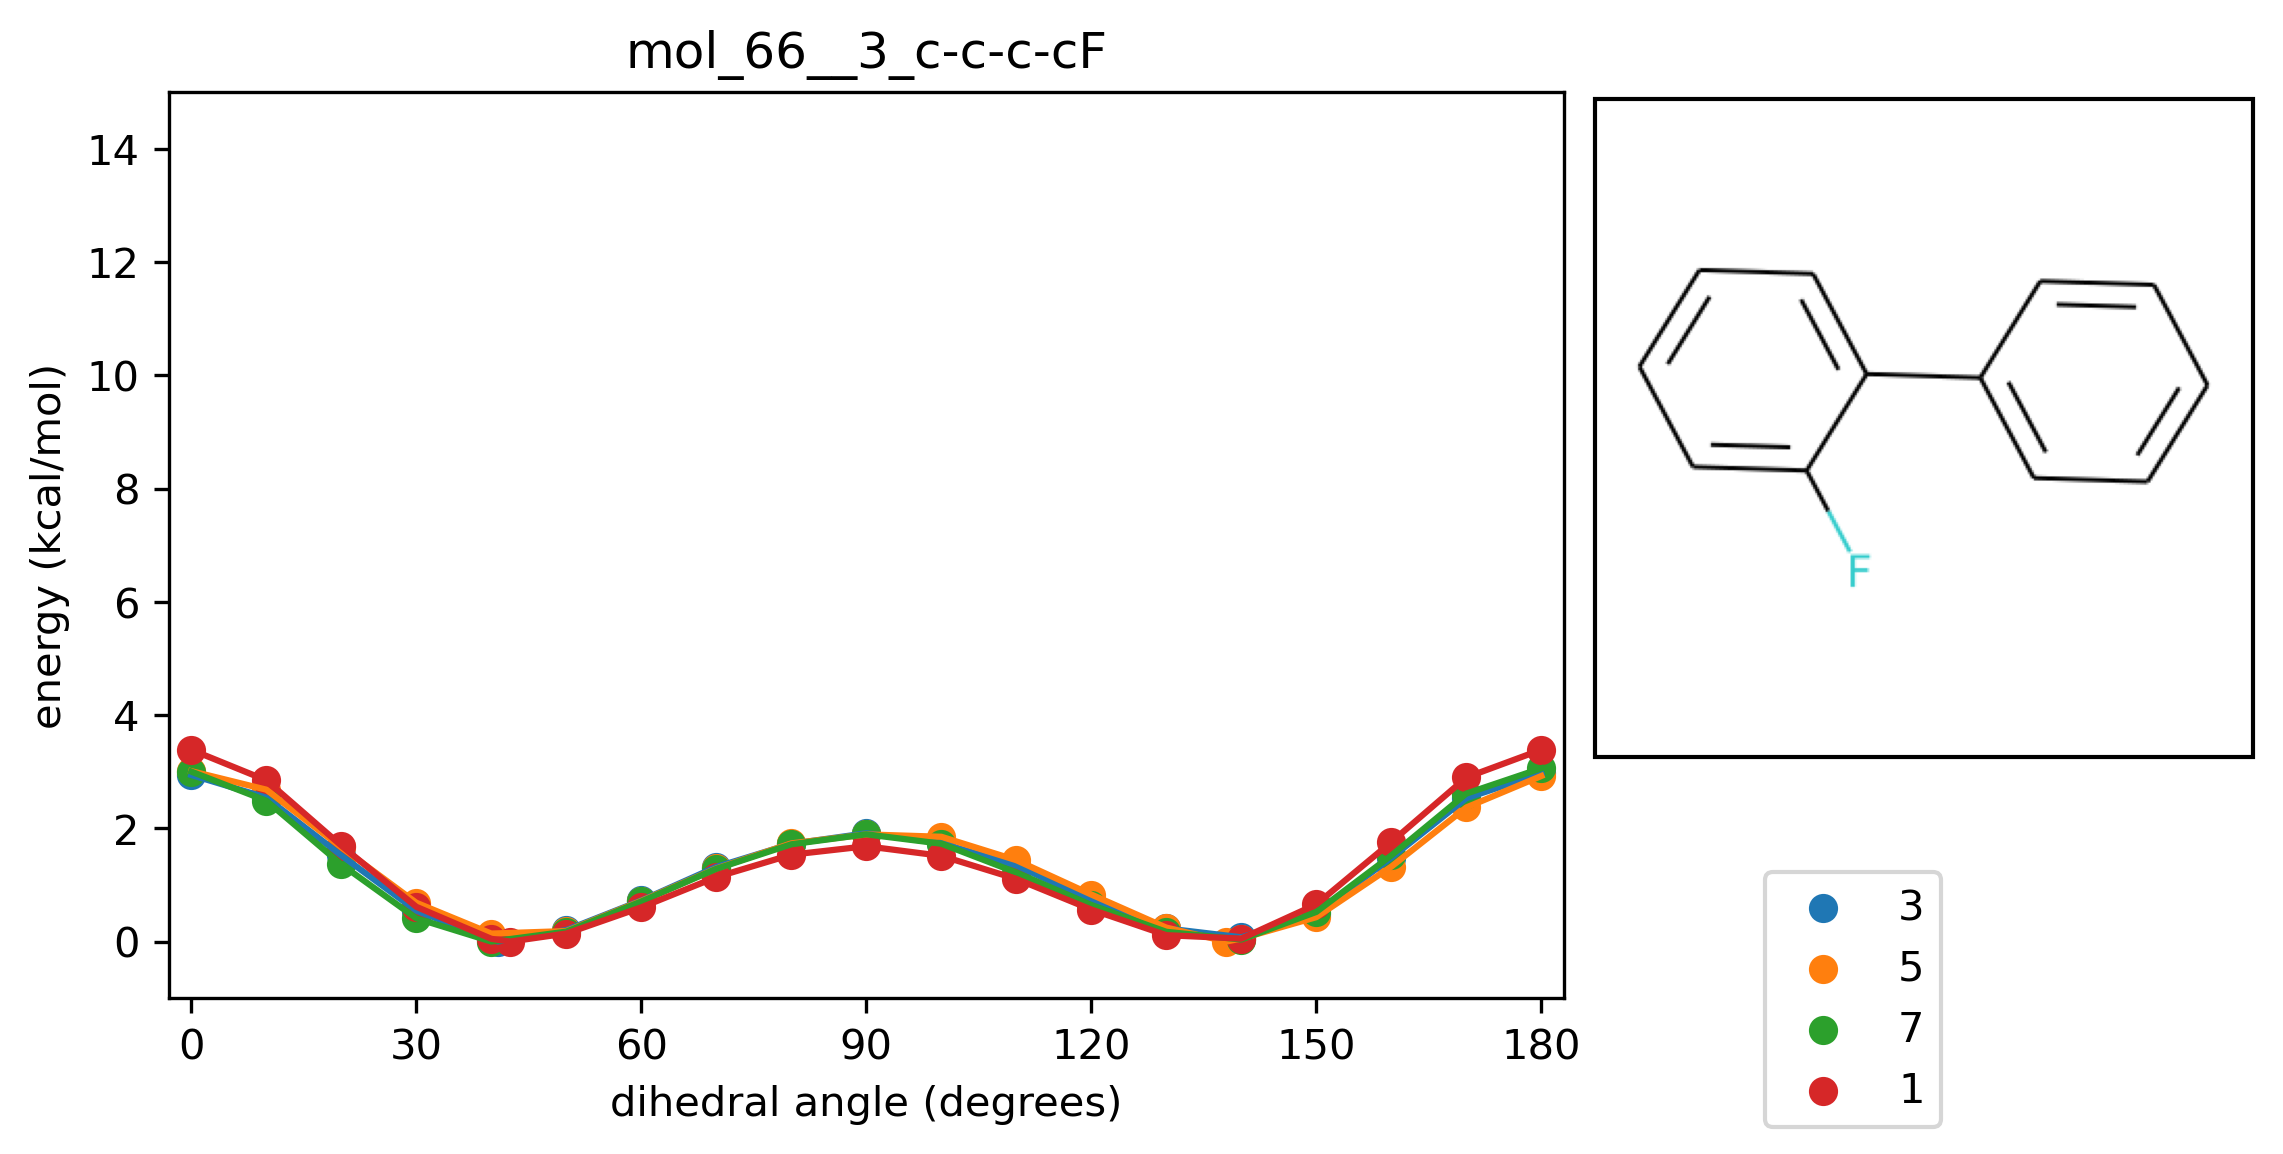 mol_66__3_c-c-c-cF
energy (kcal/mol)
14
12
10
8
6
4
2
0
0 30 60 90 120 150 180
dihedral angle (degrees)
F
3
5
7
1